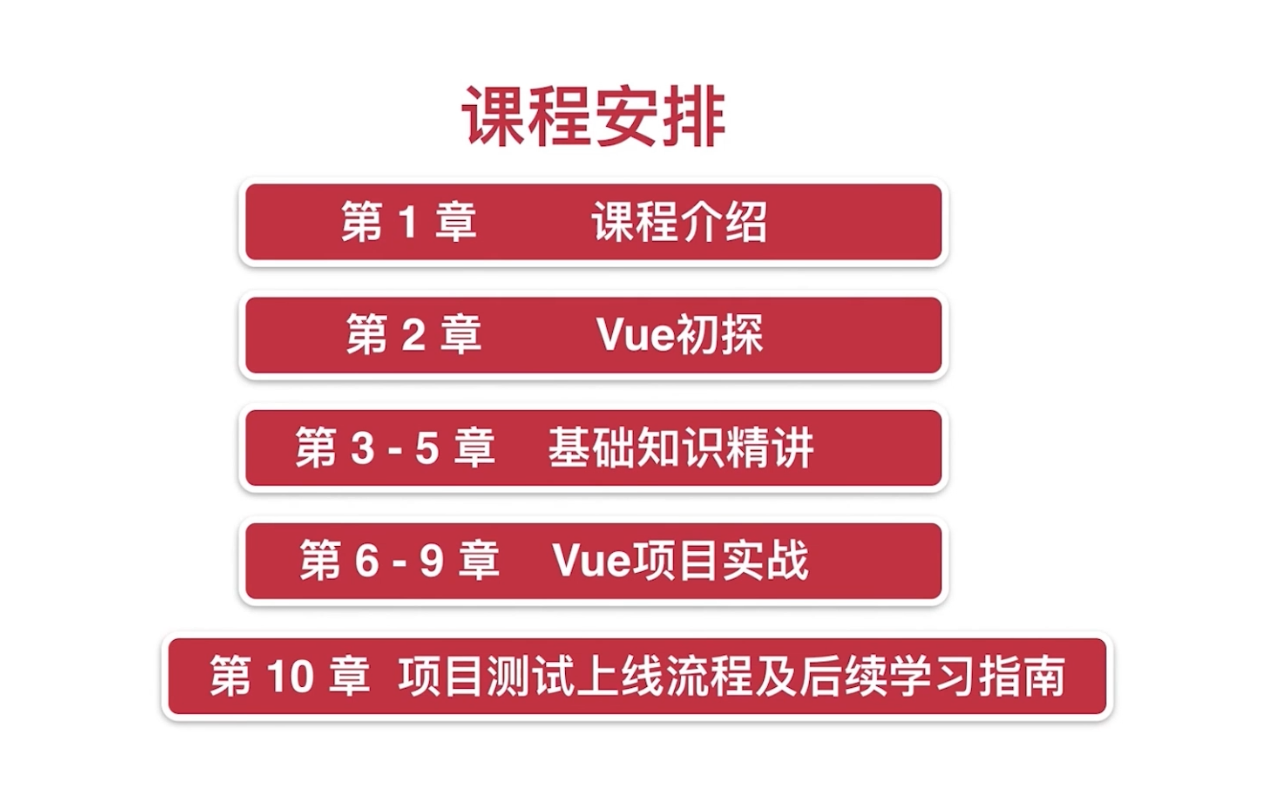 课程安排
第 1 章 课程介绍
第 2 章 Vue初探
第 3 - 5 章 基础知识精讲
第 6 - 9 章 Vue项目实战
第 10 章 项目测试上线流程及后续学习指南